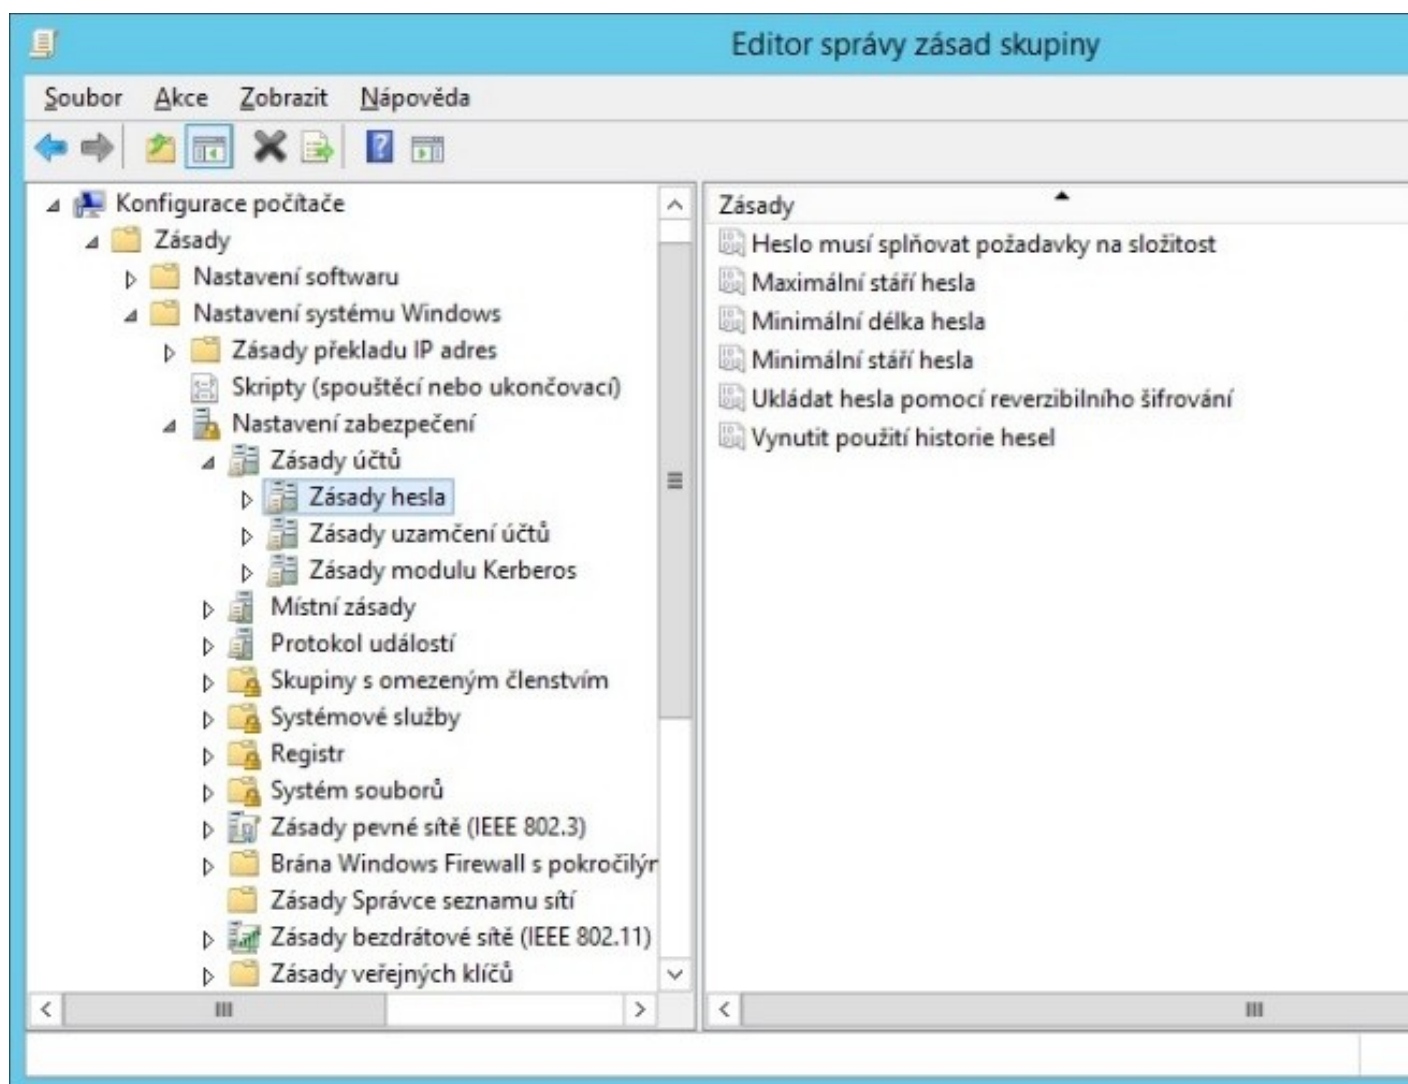 Editor správy zásad skupiny
Soubor Akce Zobrazit Nápověda
Konfigurace počítače
Zásady
Nastavení softwaru
Nastavení systému Windows
Zásady překladu IP adres
Skripty (spouštěcí nebo ukončovací)
Nastavení zabezpečení
Zásady účtů
Zásady hesla
Zásady uzamčení účtů
Zásady modulu Kerberos
Místní zásady
Protokol událostí
Skupiny s omezeným členstvím
Systémové služby
Registr
Systém souborů
Zásady pevné sítě (IEEE 802.3)
Brána Windows Firewall s pokročilýr
Zásady Správce seznamu sítí
Zásady bezdrátové sítě (IEEE 802.11)
Zásady veřejných klíčů
Zásady
Heslo musí splňovat požadavky na složitost
Maximální stáří hesla
Minimální délka hesla
Minimální stáří hesla
Ukládat hesla pomocí reverzibilního šifrování
Vynutit použití historie hesel